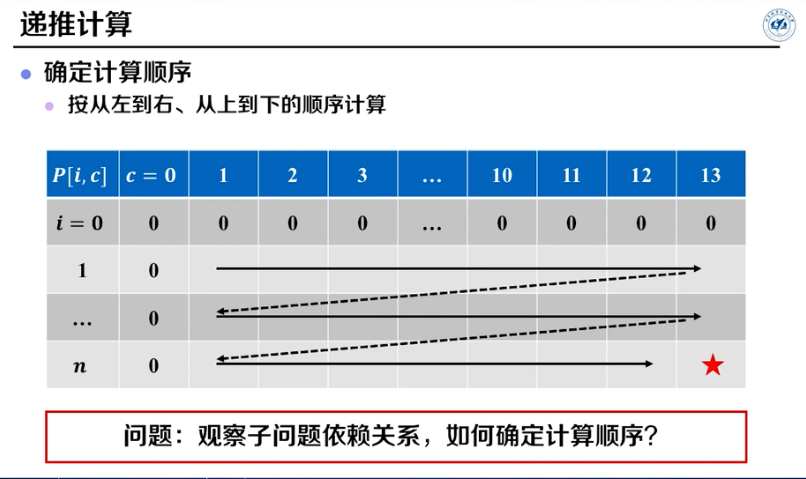 递推计算
确定计算顺序
按从左到右、从上到下的顺序计算
P[i,c] c = 0 1 2 3 … 10 11 12 13
i = 0 0 0 0 0 … 0 0 0 0
1 0
… 0
n 0
问题：观察子问题依赖关系，如何确定计算顺序?